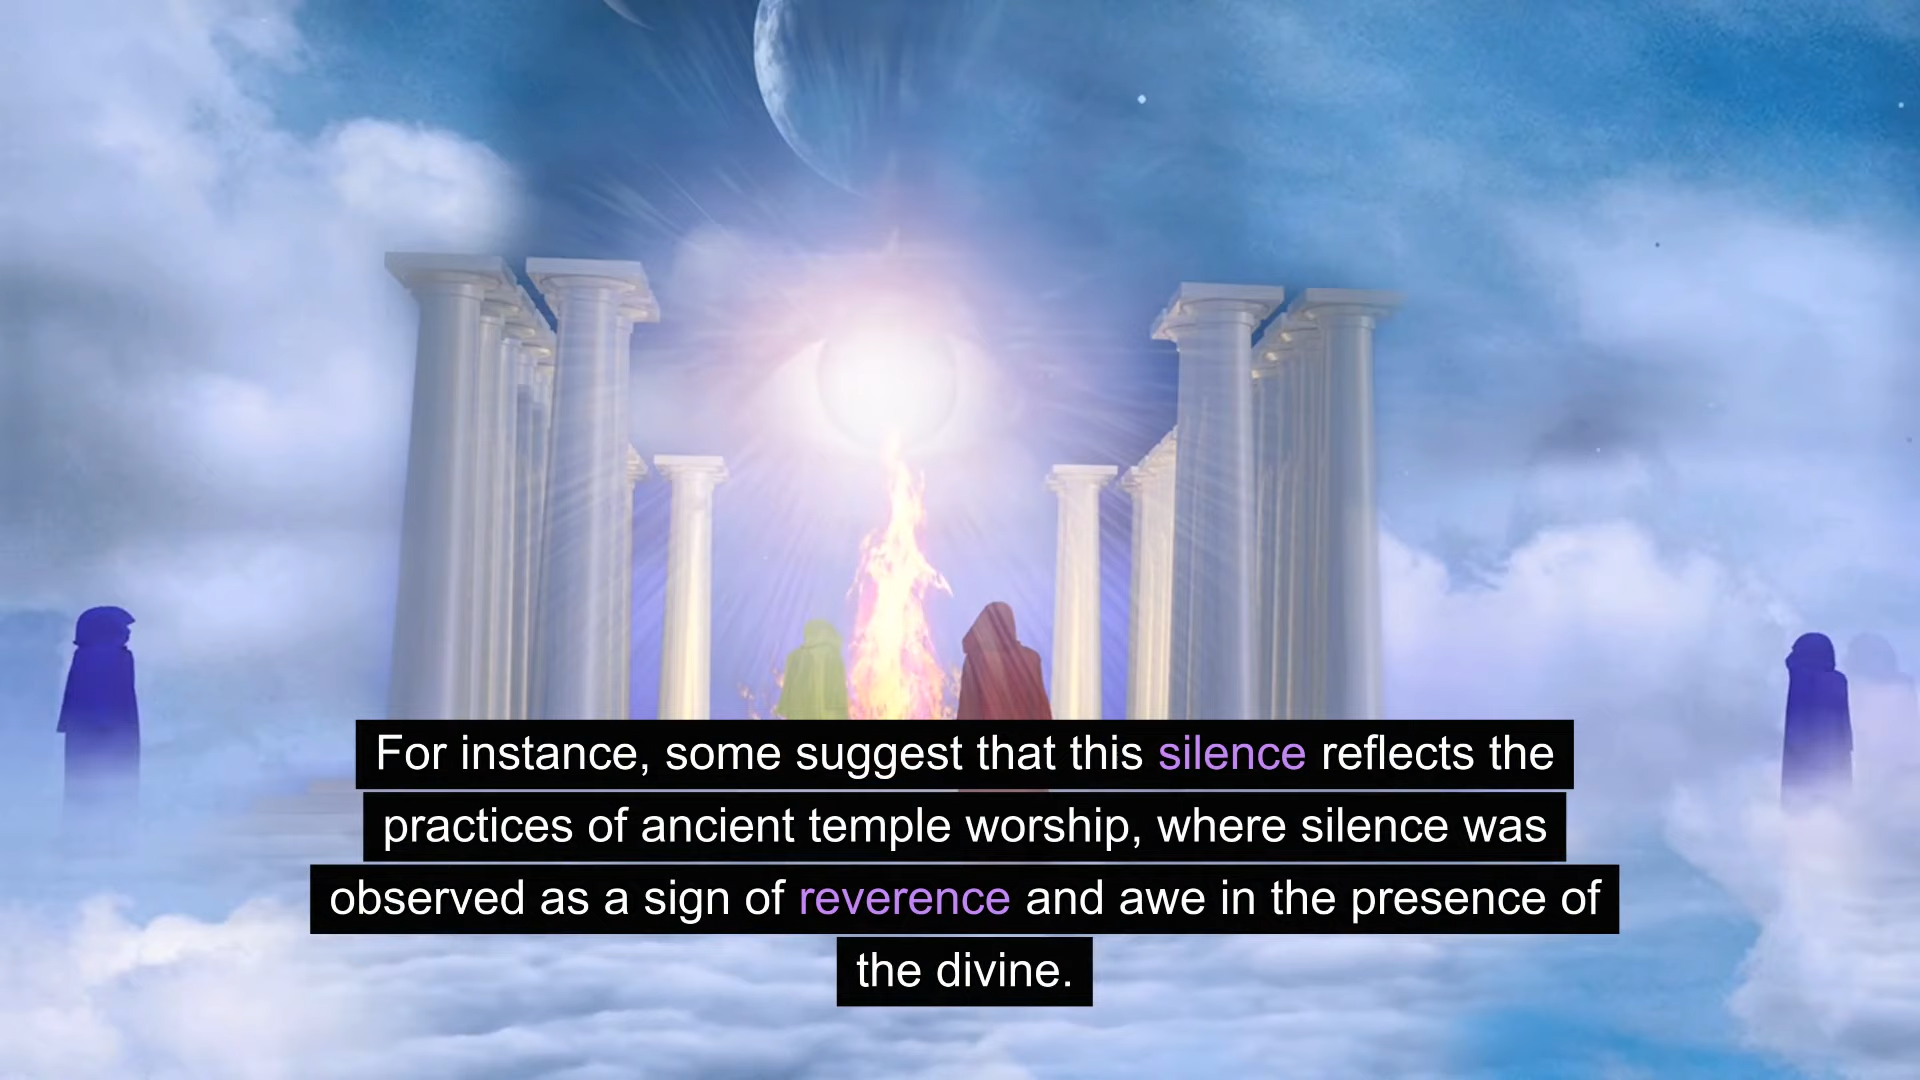 For instance, some suggest that this silence reflects the
practices of ancient temple worship, where silence was
observed as a sign of reverence and awe in the presence of
the divine.